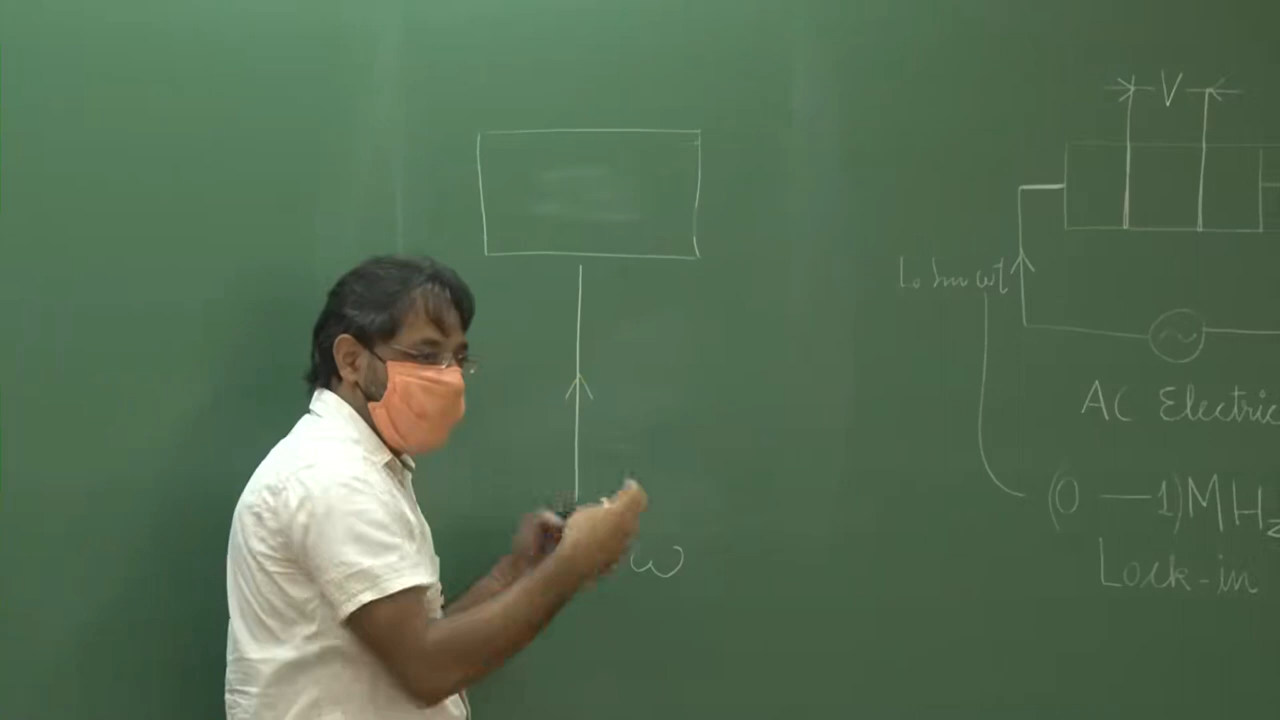 V
I₀ Sin ωt
AC Electric
(0 — 1) MHz
Lock-in
ω